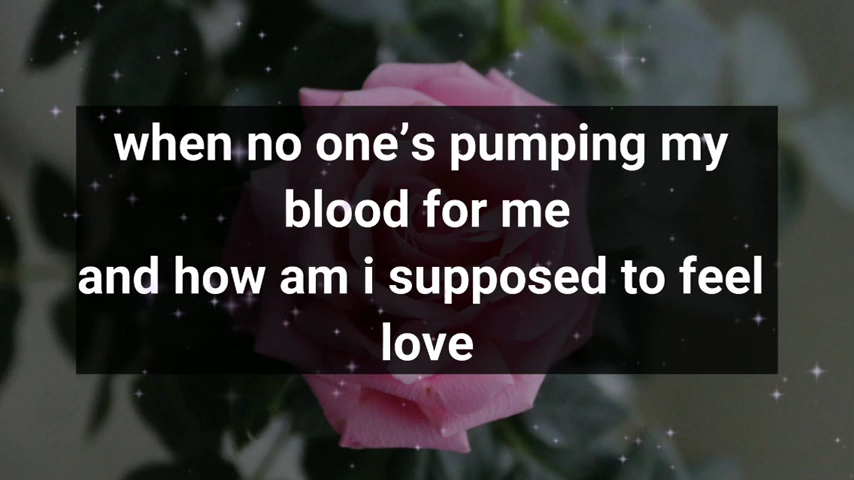 when no one’s pumping my
blood for me
and how am i supposed to feel
love